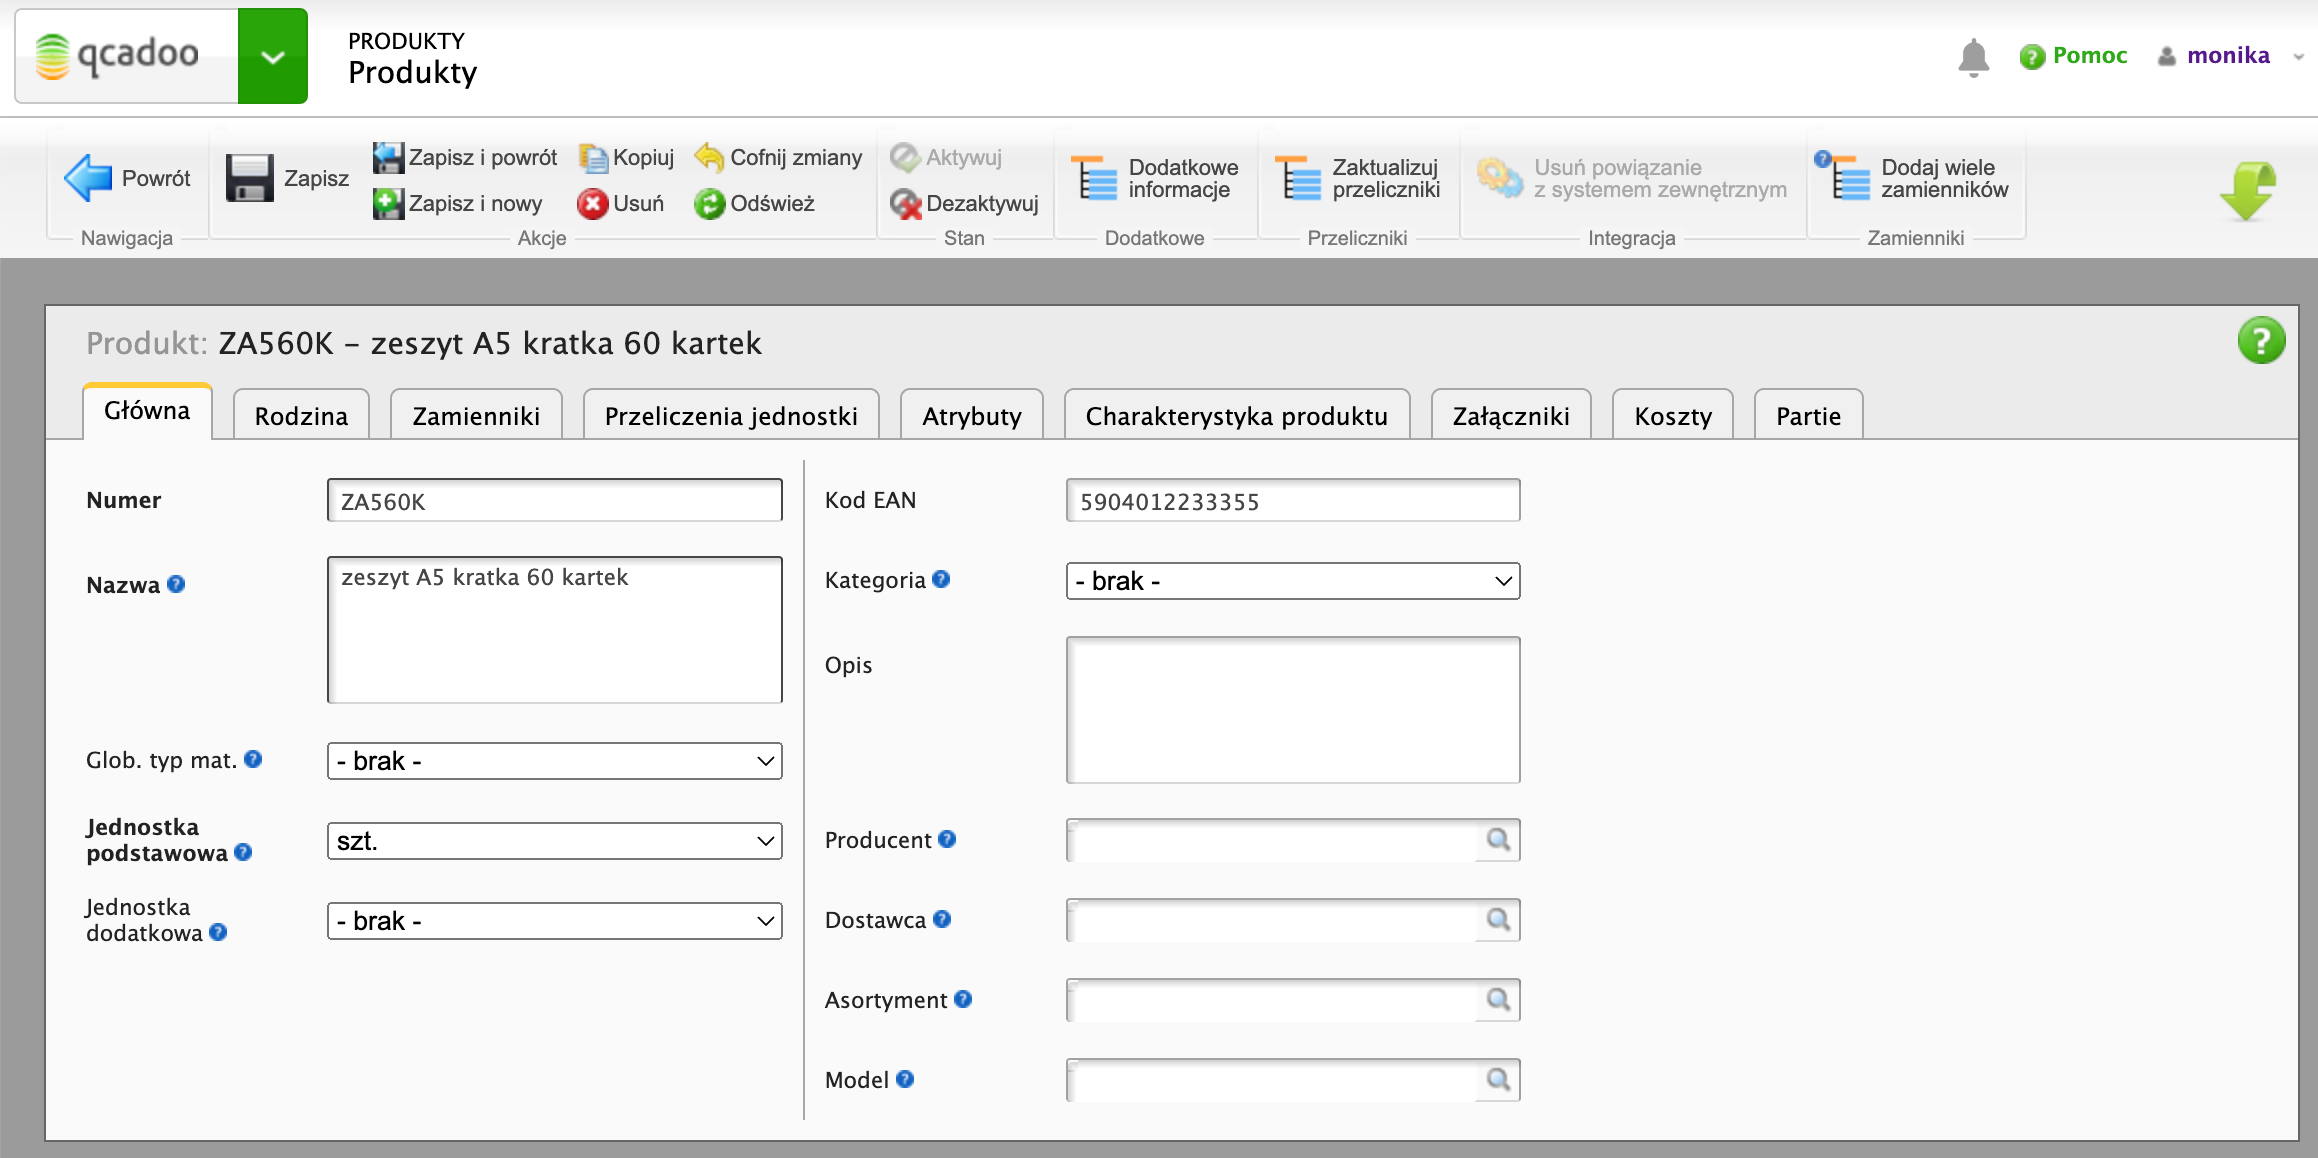 qcadoo
PRODUKTY
Produkty
Pomoc
monika
Powrót
Zapisz
Zapisz i powrót
Kopiuj
Cofnij zmiany
Zapisz i nowy
Usuń
Odśwież
Aktywuj
Dezaktywuj
Dodatkowe
informacje
Zaktualizuj
przeliczniki
Usuń powiązanie
z systemem zewnętrznym
Dodaj wiele
zamienników
Nawigacja
Akcje
Stan
Dodatkowe
Przeliczniki
Integracja
Zamienniki
Produkt: ZA560K – zeszyt A5 kratka 60 kartek
Główna
Rodzina
Zamienniki
Przeliczenia jednostki
Atrybuty
Charakterystyka produktu
Załączniki
Koszty
Partie
Numer
ZA560K
Nazwa
zeszyt A5 kratka 60 kartek
Glob. typ mat.
- brak -
Jednostka
podstawowa
szt.
Jednostka
dodatkowa
- brak -
Kod EAN
5904012233355
Kategoria
- brak -
Opis
Producent
Dostawca
Asortyment
Model